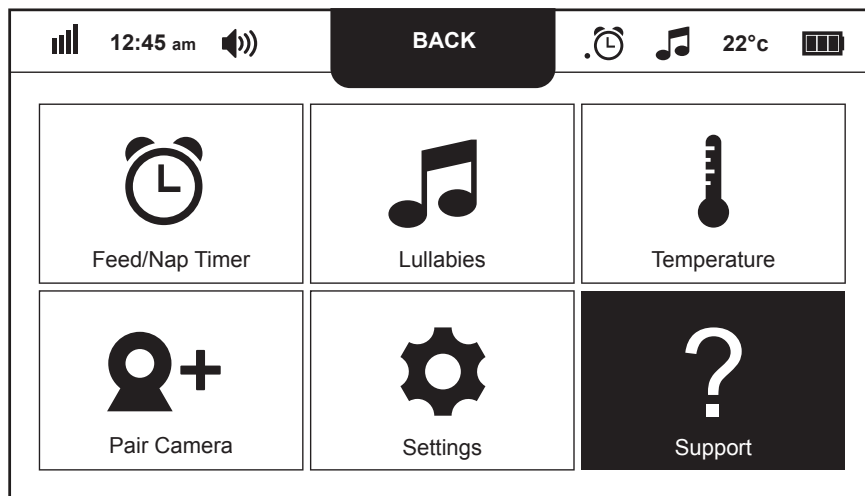 12:45 am BACK 22°c
Feed/Nap Timer Lullabies Temperature
Pair Camera Settings Support